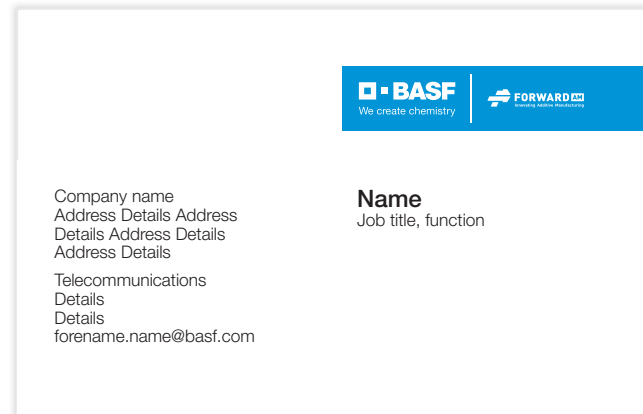 BASF
We create chemistry
FORWARD AM
Innovating Additive Manufacturing
Company name
Address Details Address
Details Address Details
Address Details
Telecommunications
Details
Details
forename.name@basf.com
Name
Job title, function